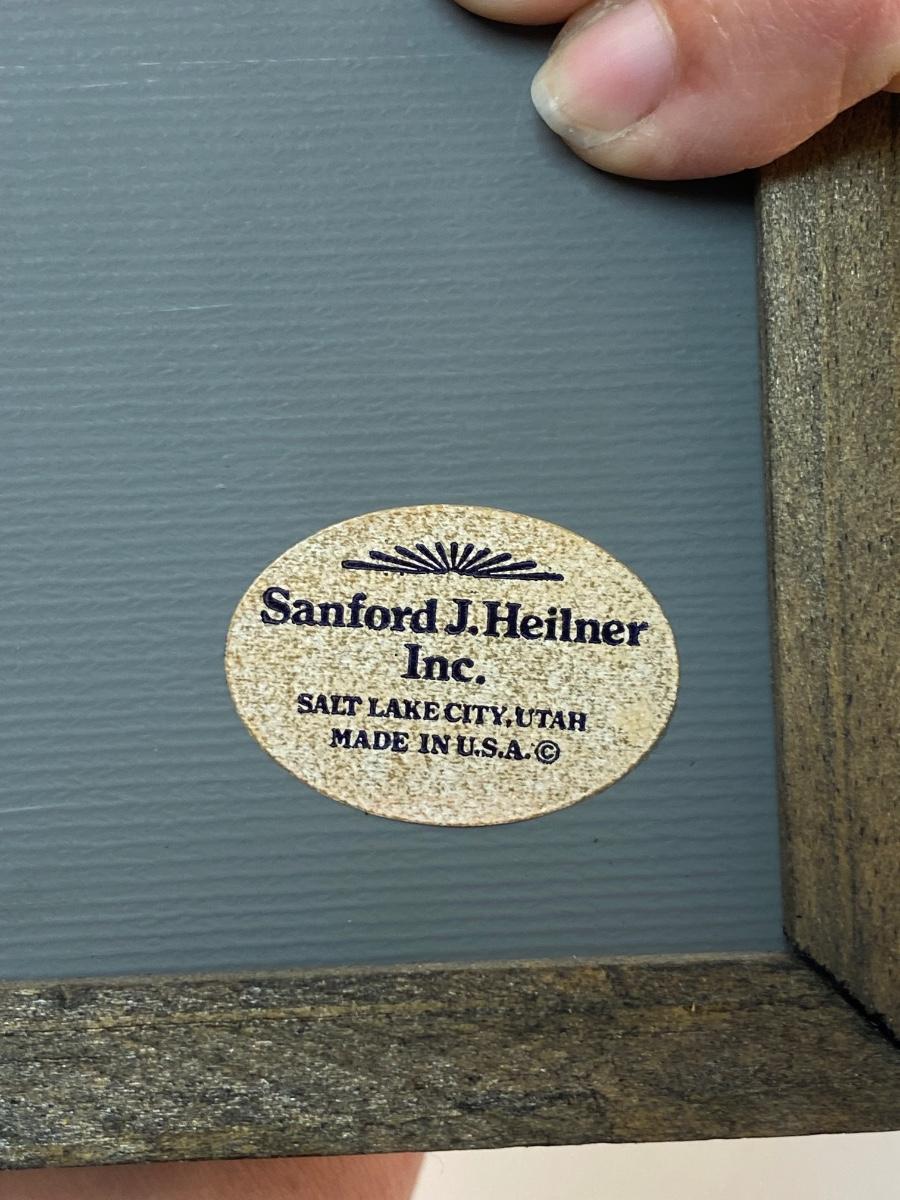 Sanford J. Heilner
Inc.
SALT LAKE CITY, UTAH
MADE IN U.S.A. ©